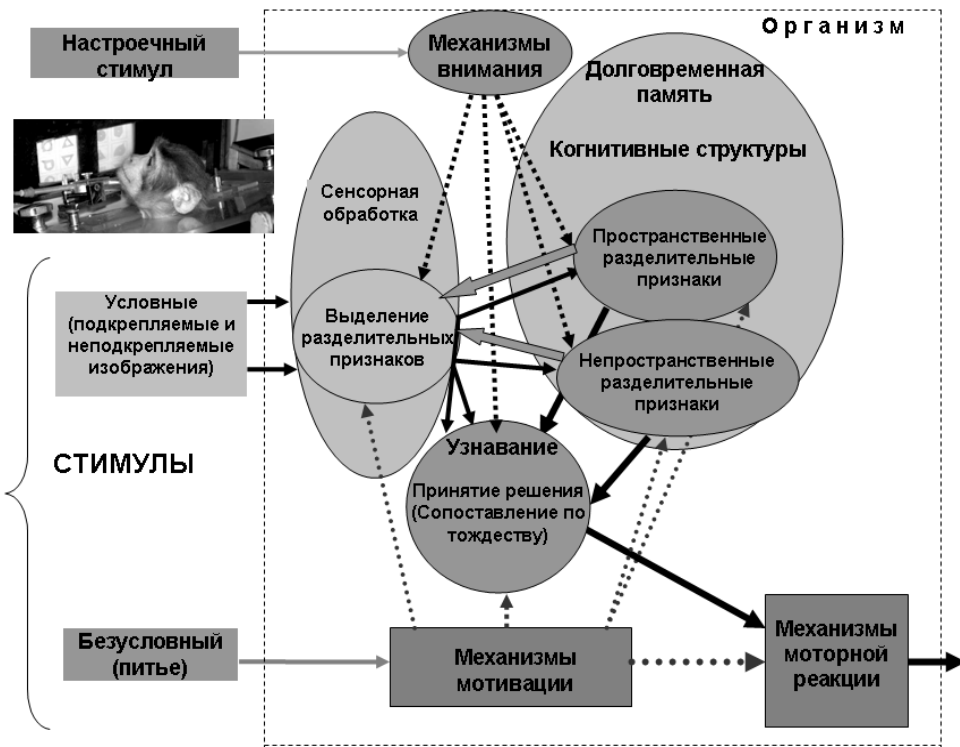 О р г а н и з м
Настроечный
стимул
Механизмы
внимания
Долговременная
память
Когнитивные структуры
Сенсорная
обработка
Пространственные
разделительные
признаки
Условные
(подкрепляемые и
неподкрепляемые
изображения)
Выделение
разделительных
признаков
Непространственные
разделительные
признаки
СТИМУЛЫ
Узнавание
Принятие решения
(Сопоставление по
тождеству)
Безусловный
(питье)
Механизмы
мотивации
Механизмы
моторной
реакции